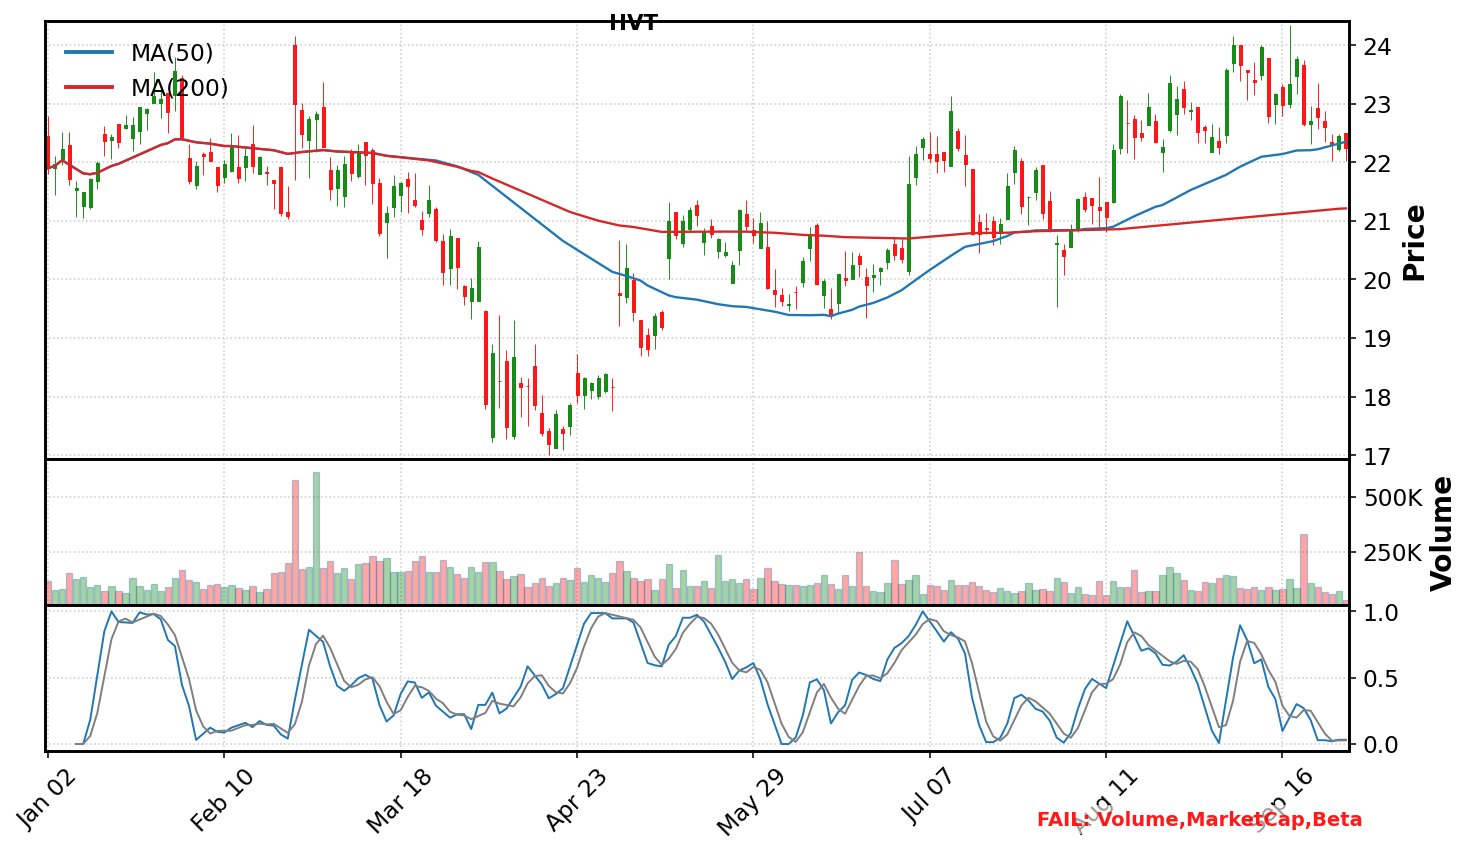 HVT
MA(50)
MA(200)
24
23
22
21
20
19
18
17
Price
500K
250K
Volume
1.0
0.5
0.0
Jan 02
Feb 10
Mar 18
Apr 23
May 29
Jul 07
Aug 11
Sep 16
FAIL: Volume,MarketCap,Beta